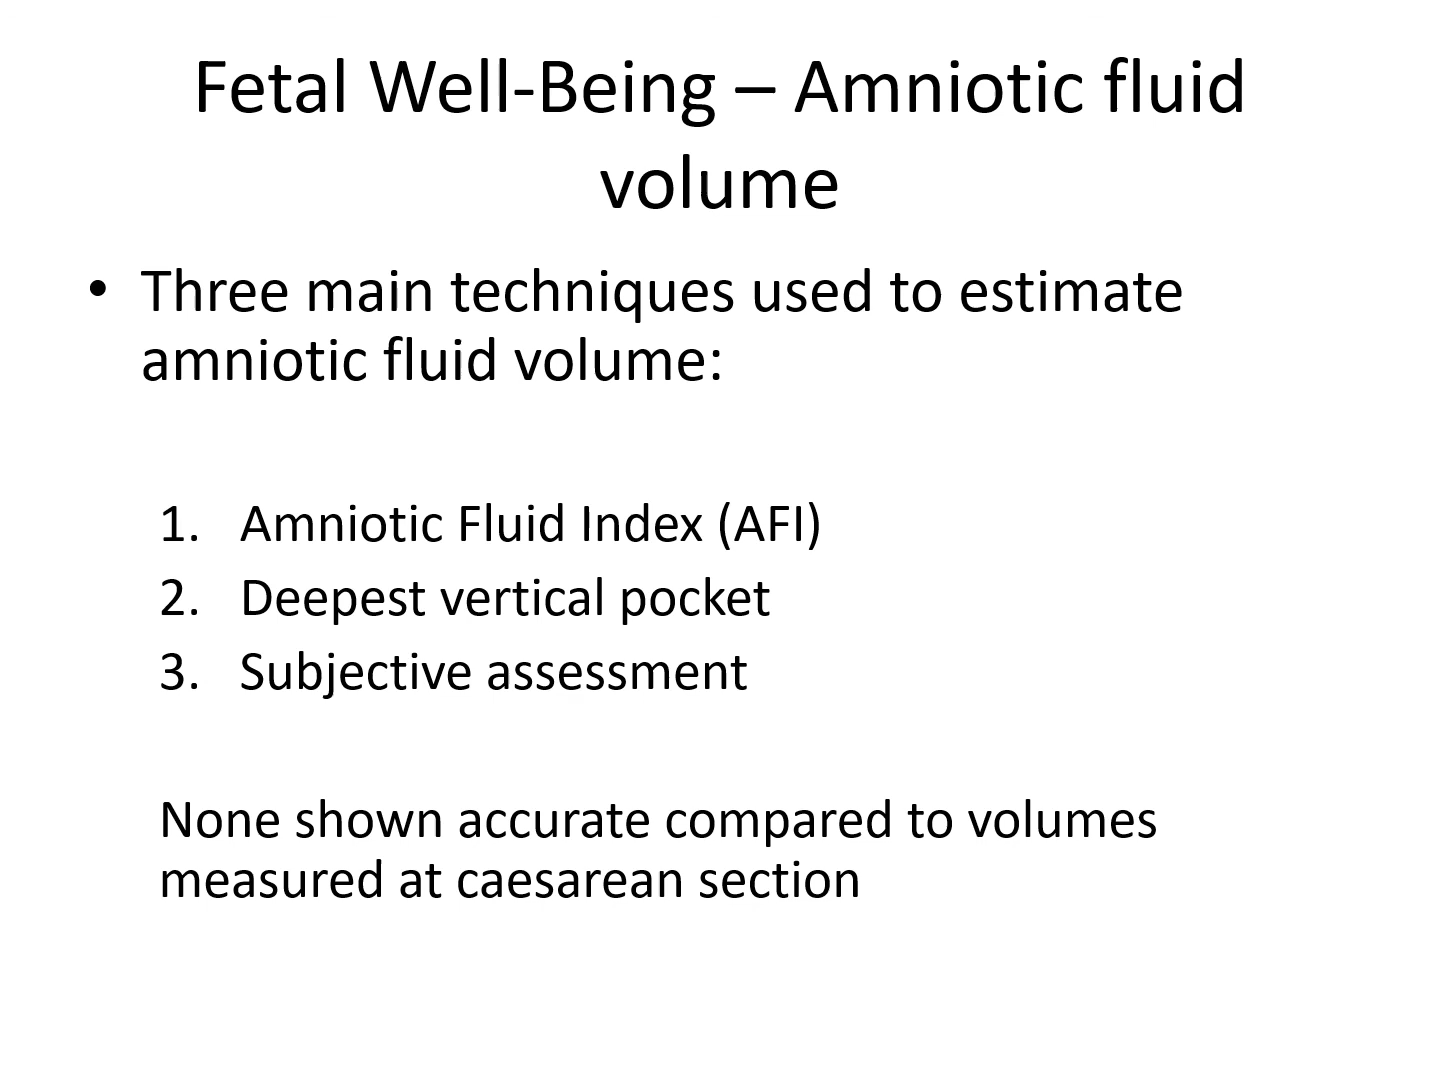 Fetal Well-Being – Amniotic fluid
volume
• Three main techniques used to estimate
amniotic fluid volume:
1. Amniotic Fluid Index (AFI)
2. Deepest vertical pocket
3. Subjective assessment
None shown accurate compared to volumes
measured at caesarean section